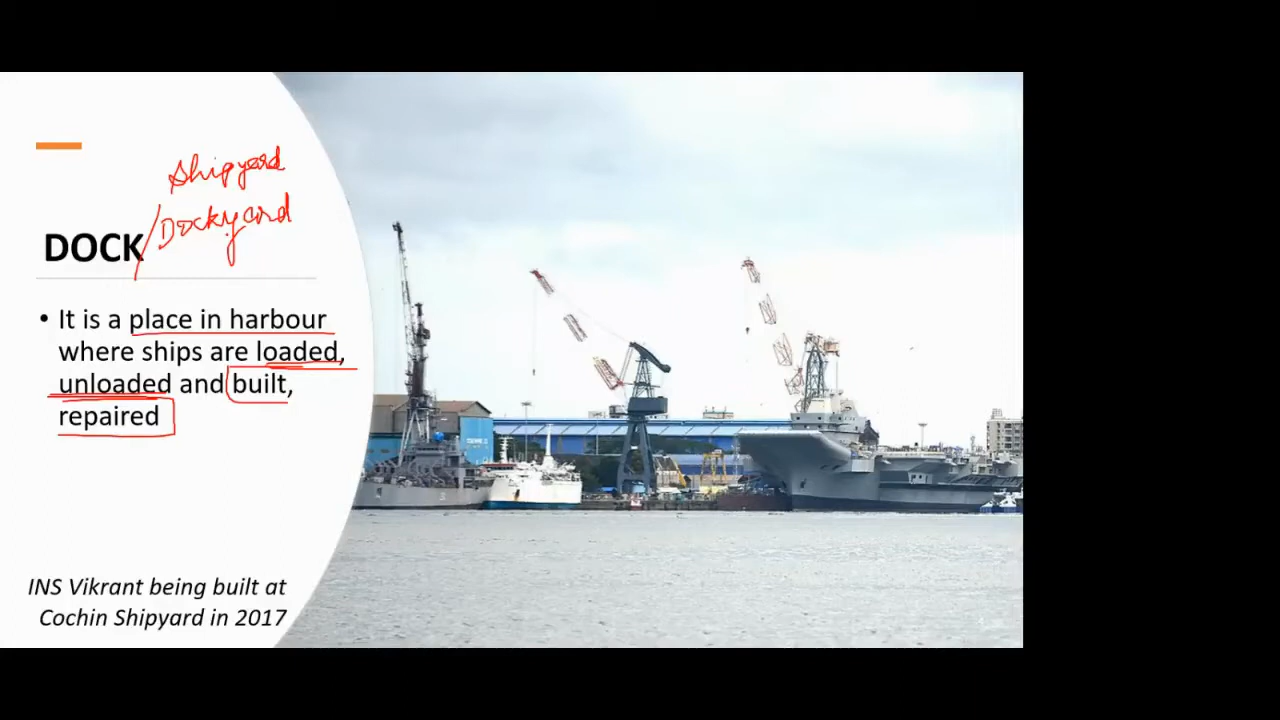 Shipyard
/Dockyard
DOCK
• It is a place in harbour
where ships are loaded,
unloaded and built,
repaired
INS Vikrant being built at
Cochin Shipyard in 2017